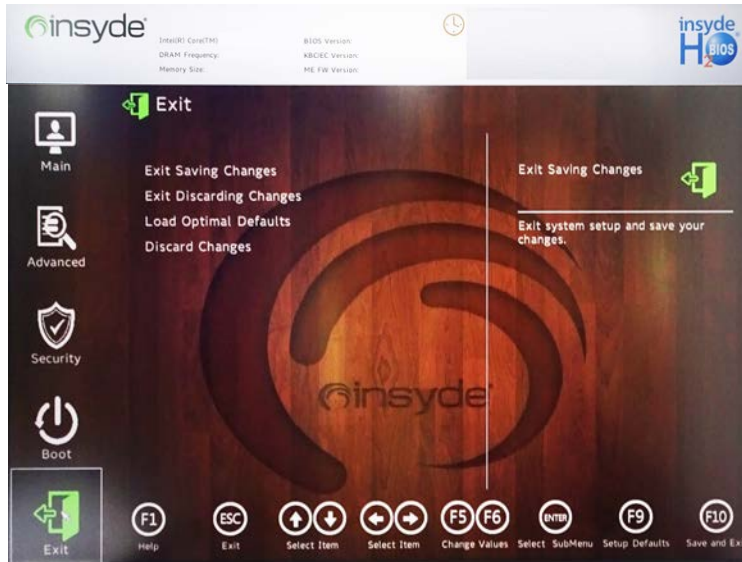 insyde®
Intel(R) Core(TM)
DRAM Frequency:
Memory Size:
BIOS Version:
KBC/EC Version:
ME FW Version:
insyde
H2O BIOS®
Main
Advanced
Security
Boot
Exit
Exit
Exit Saving Changes
Exit Discarding Changes
Load Optimal Defaults
Discard Changes
Exit Saving Changes
Exit system setup and save your
changes.
insyde®
F1
Help
ESC
Exit
Select Item
Select Item
F5 F6
Change Values
ENTER
Select SubMenu
F9
Setup Defaults
F10
Save and Exi